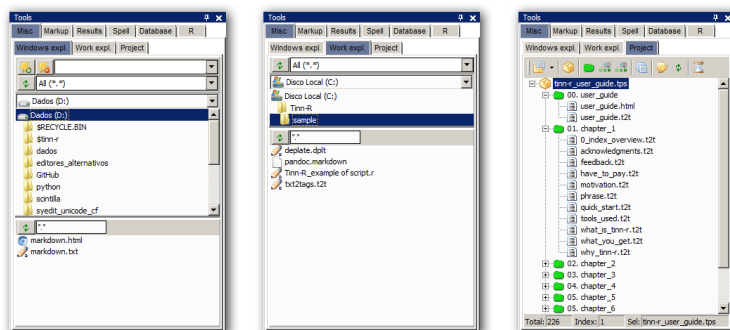 Tools
Misc Markup Results Spell Database R
Windows expl. Work expl. Project
All (*.*)
Dados (D:)
Dados (D:)
$RECYCLE.BIN
$tinn-r
dados
editores_alternativos
GitHub
python
scintilla
syedit_unicode_cf
*.*
markdown.html
markdown.txt
Tools
Misc Markup Results Spell Database R
Windows expl. Work expl. Project
All (*.*)
Disco Local (C:)
Disco Local (C:)
Tinn-R
sample
*.*
deplate.dplt
pandoc.markdown
Tinn-R_example of script.r
txt2tags.t2t
Tools
Misc Markup Results Spell Database R
Windows expl. Work expl. Project
tinn-r_user_guide.tps
00. user_guide
user_guide.html
user_guide.t2t
01. chapter_1
0_index_overview.t2t
acknowledgments.t2t
feedback.t2t
have_to_pay.t2t
motivation.t2t
phrase.t2t
quick_start.t2t
tools_used.t2t
what_is_tinn-r.t2t
what_you_get.t2t
why_tinn-r.t2t
02. chapter_2
03. chapter_3
04. chapter_4
05. chapter_5
05. chapter_6
Total: 226 Index: 1 Sel: tinn-r_user_guide.tps